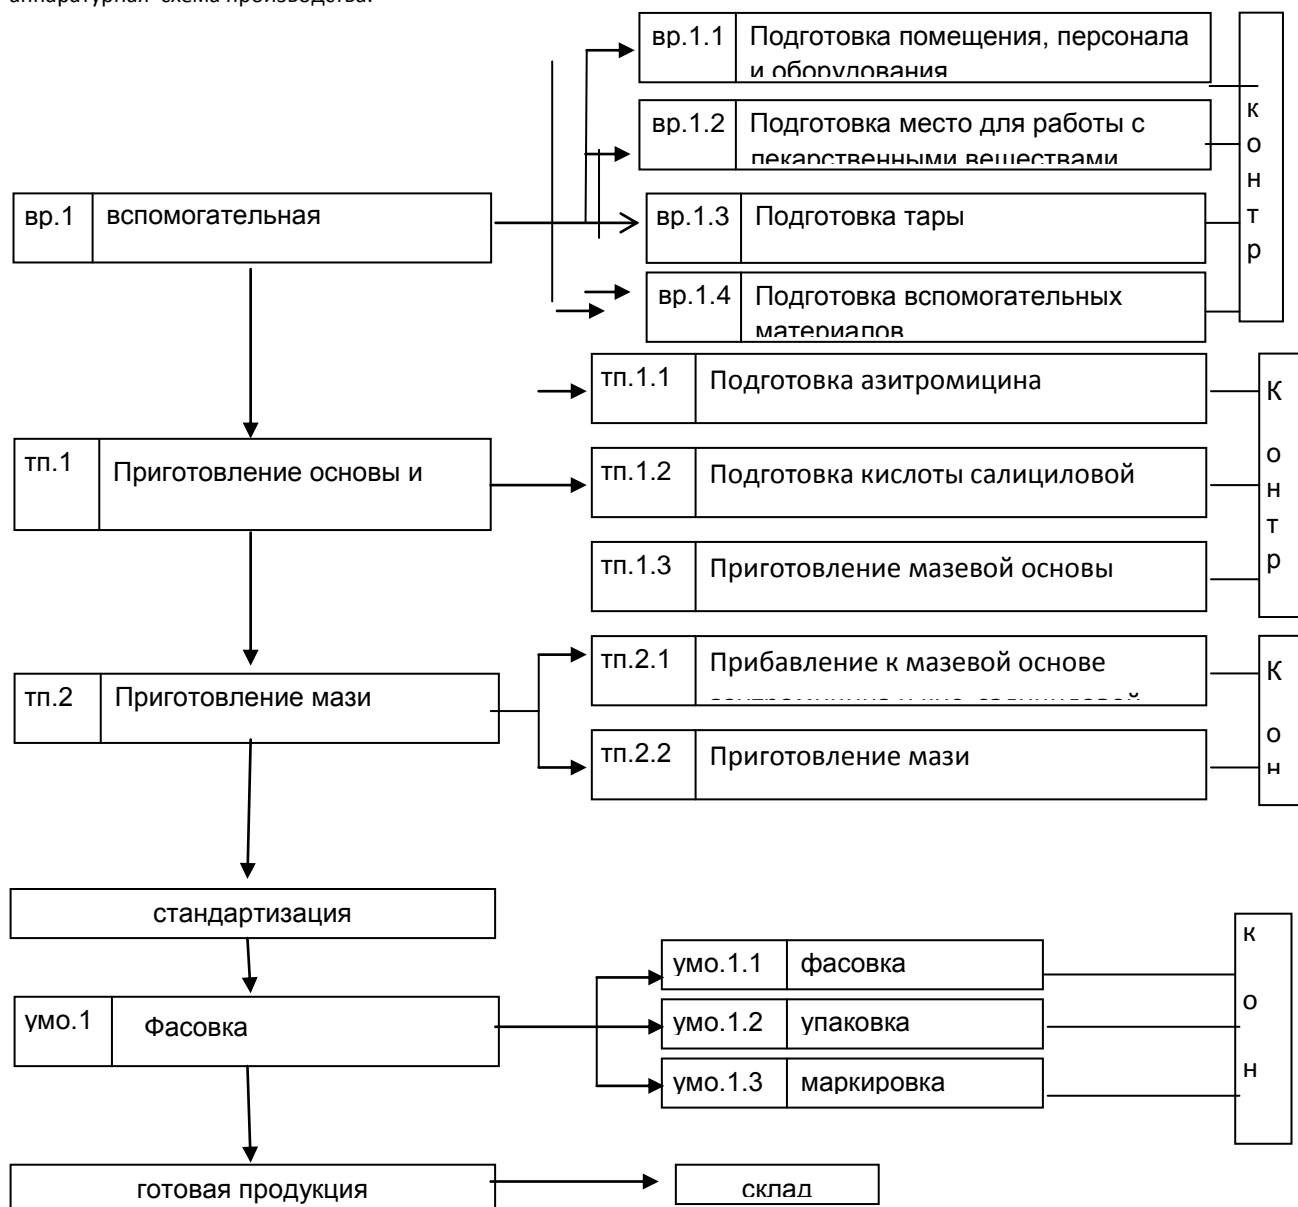 аппаратурная схема производства.
вр.1.1 Подготовка помещения, персонала
и оборудования
вр.1.2 Подготовка место для работы с
лекарственными веществами
вр.1 вспомогательная
вр.1.3 Подготовка тары
вр.1.4 Подготовка вспомогательных
материалов
к
о
н
т
р
тп.1.1 Подготовка азитромицина
тп.1 Приготовление основы и
тп.1.2 Подготовка кислоты салициловой
тп.1.3 Приготовление мазевой основы
К
о
н
т
р
тп.2.1 Прибавление к мазевой основе
тп.2 Приготовление мази
тп.2.2 Приготовление мази
К
о
н
стандартизация
умо.1.1 фасовка
умо.1 Фасовка
умо.1.2 упаковка
умо.1.3 маркировка
к
о
н
готовая продукция
склад